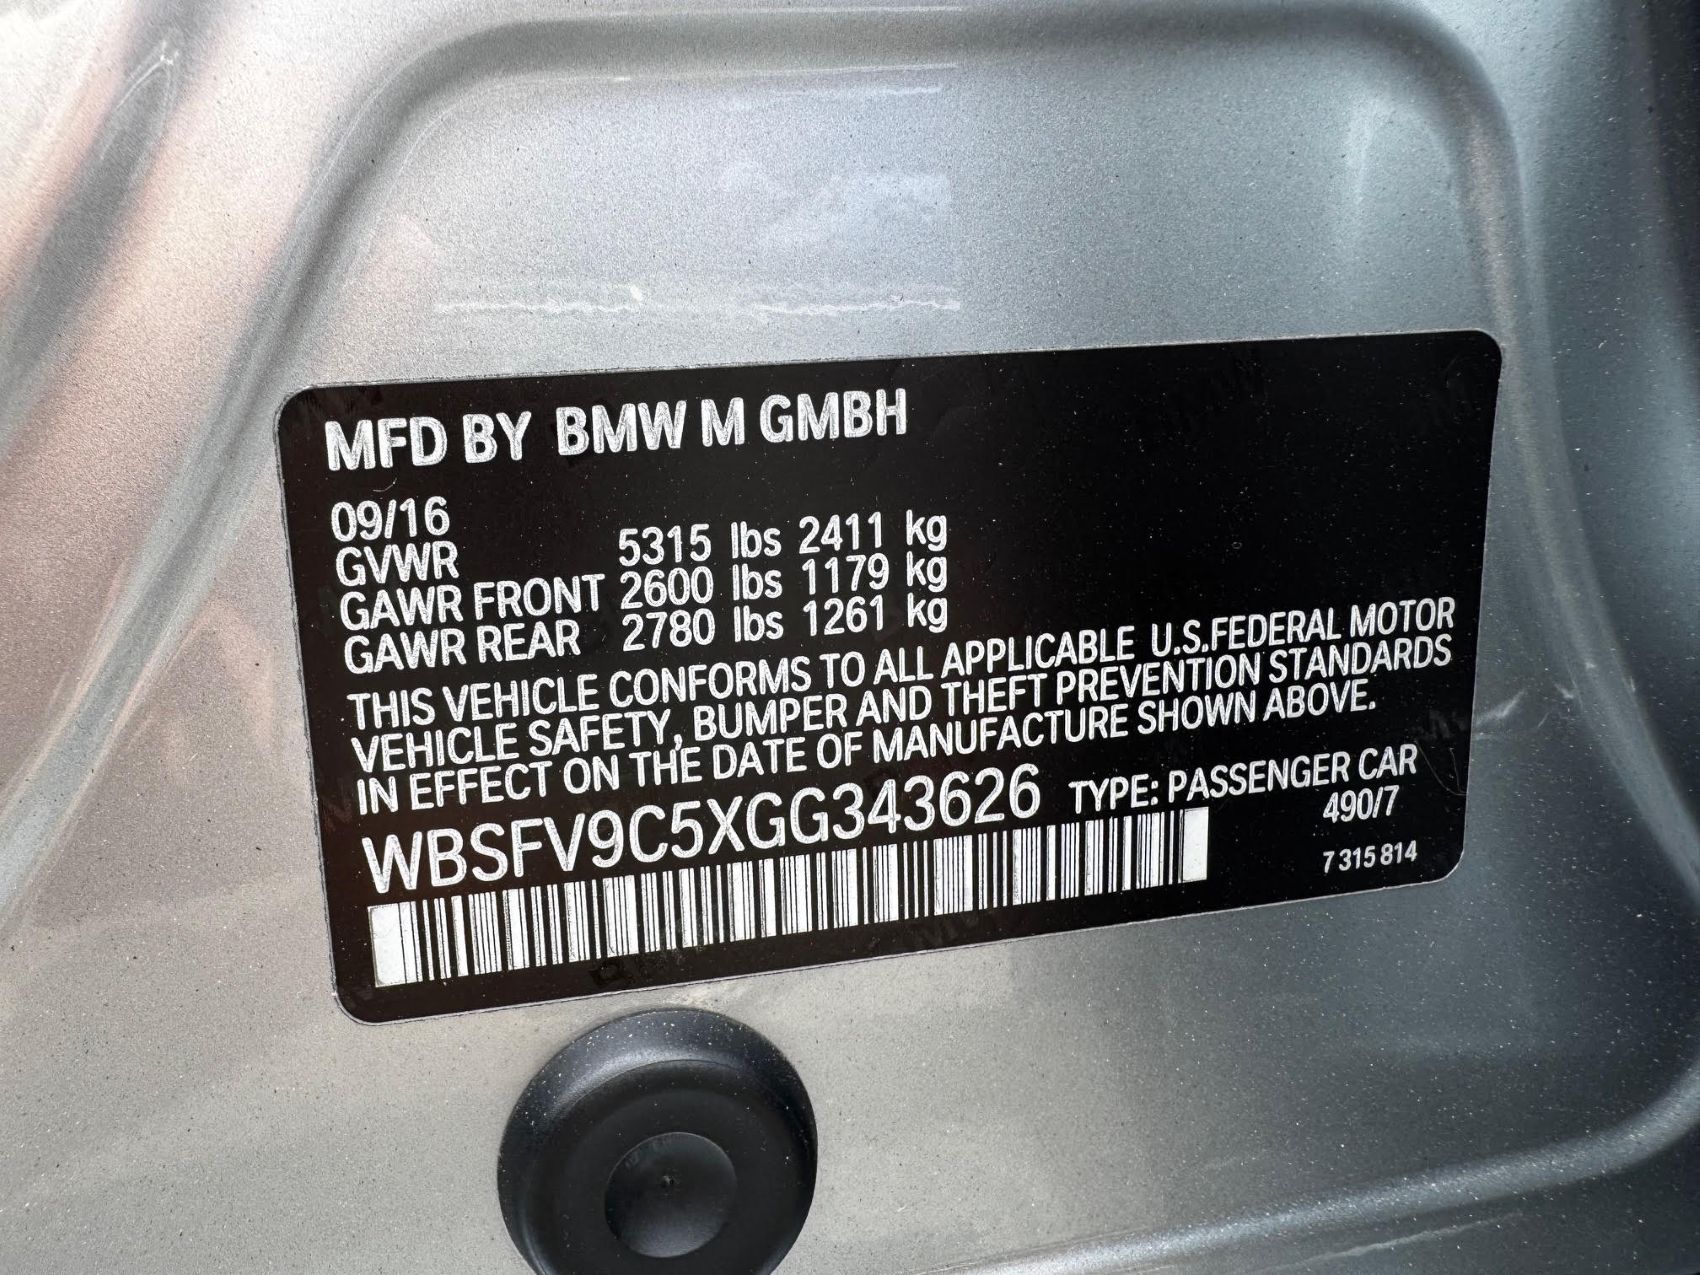 MFD BY BMW M GMBH
09/16
GVWR 5315 lbs 2411 kg
GAWR FRONT 2600 lbs 1179 kg
GAWR REAR 2780 lbs 1261 kg
THIS VEHICLE CONFORMS TO ALL APPLICABLE U.S.FEDERAL MOTOR
VEHICLE SAFETY, BUMPER AND THEFT PREVENTION STANDARDS
IN EFFECT ON THE DATE OF MANUFACTURE SHOWN ABOVE.
WBSFV9C5XGG343626 TYPE: PASSENGER CAR
490/7
7 315 814